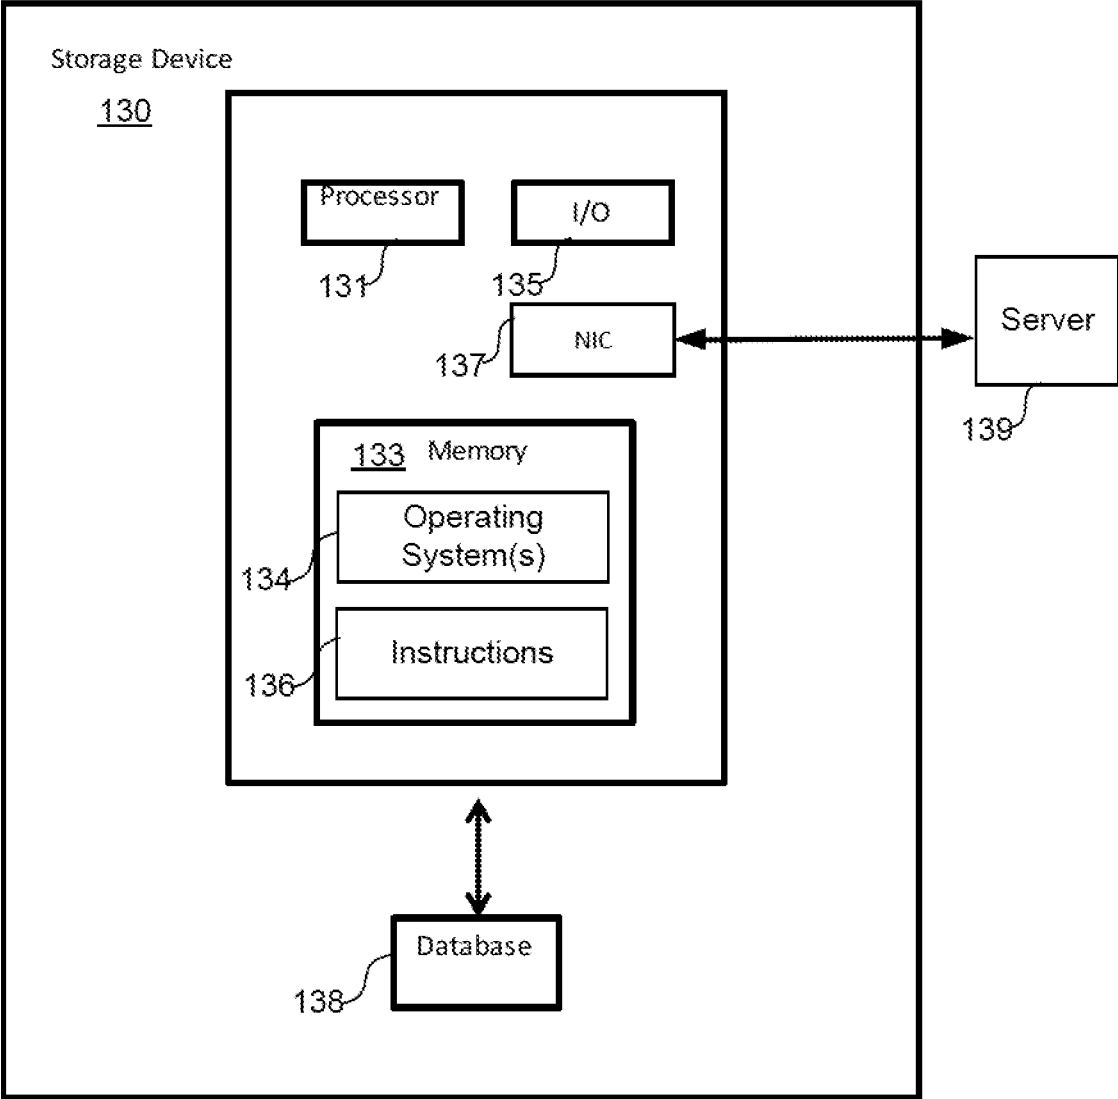 Storage Device
130
Processor
I/O
131
135
NIC
137
Server
139
133 Memory
Operating
System(s)
134
Instructions
136
Database
138